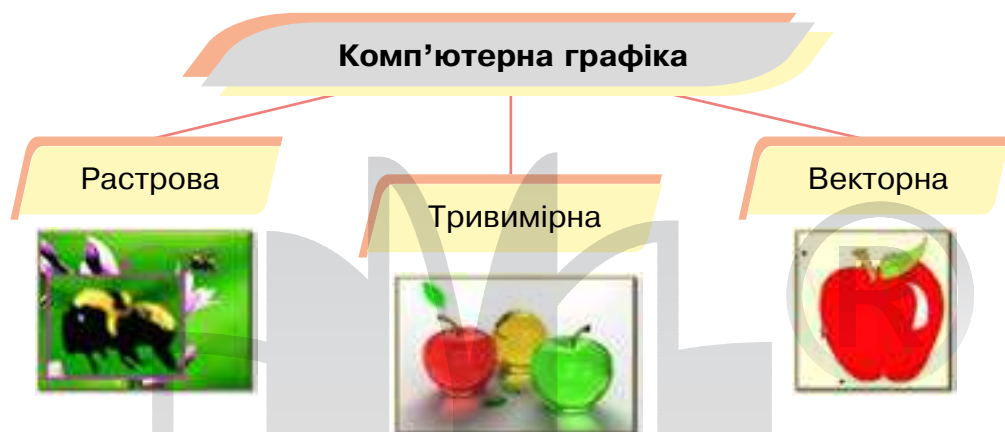 Комп’ютерна графіка
Растрова
Тривимірна
Векторна
R